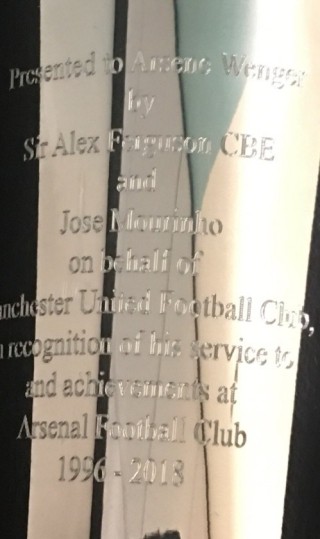 Presented to Arsene Wenger
by
Sir Alex Ferguson CBE
and
Jose Mourinho
on behalf of
anchester United Football Club,
n recognition of his service to
and achievements at
Arsenal Football Club
1996 - 2018